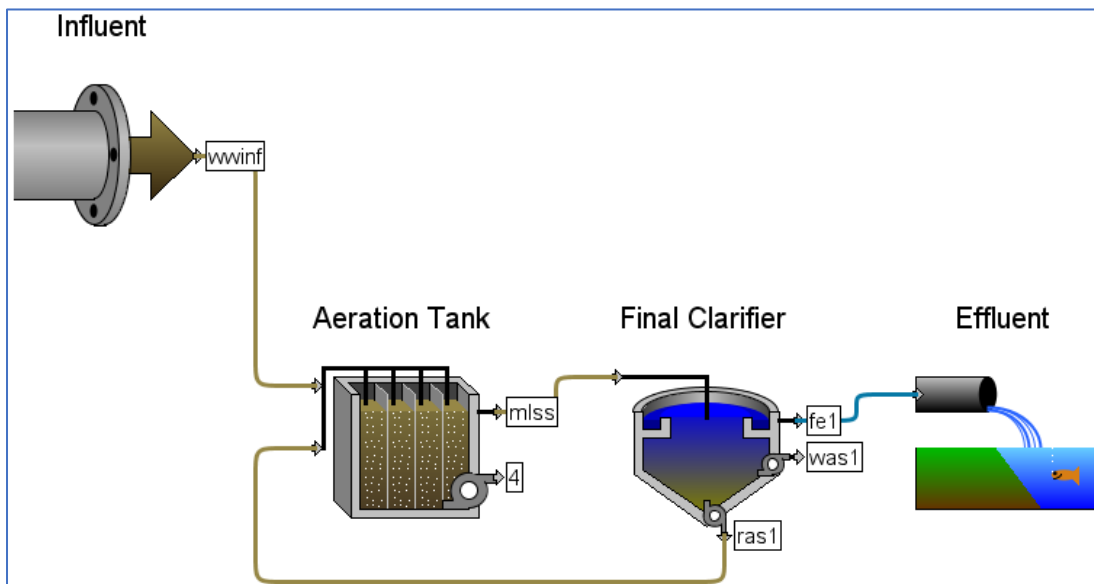 Influent
wwinf
Aeration Tank
Final Clarifier
Effluent
mlss
fe1
was1
4
ras1